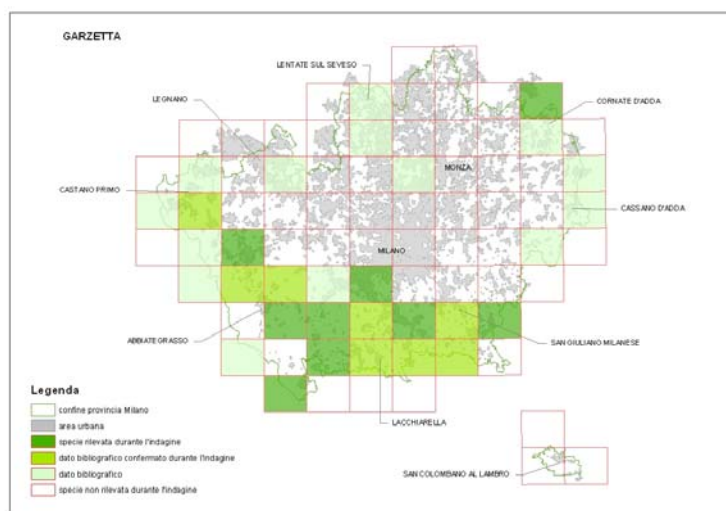 GARZETTA
LENTATE SUL SEVESO
LEGNANO
CORNATE D'ADDA
MONZA
CASTANO PRIMO
CASSANO D'ADDA
MILANO
ABBIATEGRASSO
SAN GIULIANO MILANESE
LACCHIARELLA
SAN COLOMBANO AL LAMBRO
Legenda
confine provincia Milano
area urbana
specie rilevata durante l'indagine
dato bibliografico confermato durante l'indagine
dato bibliografico
specie non rilevata durante l'indagine